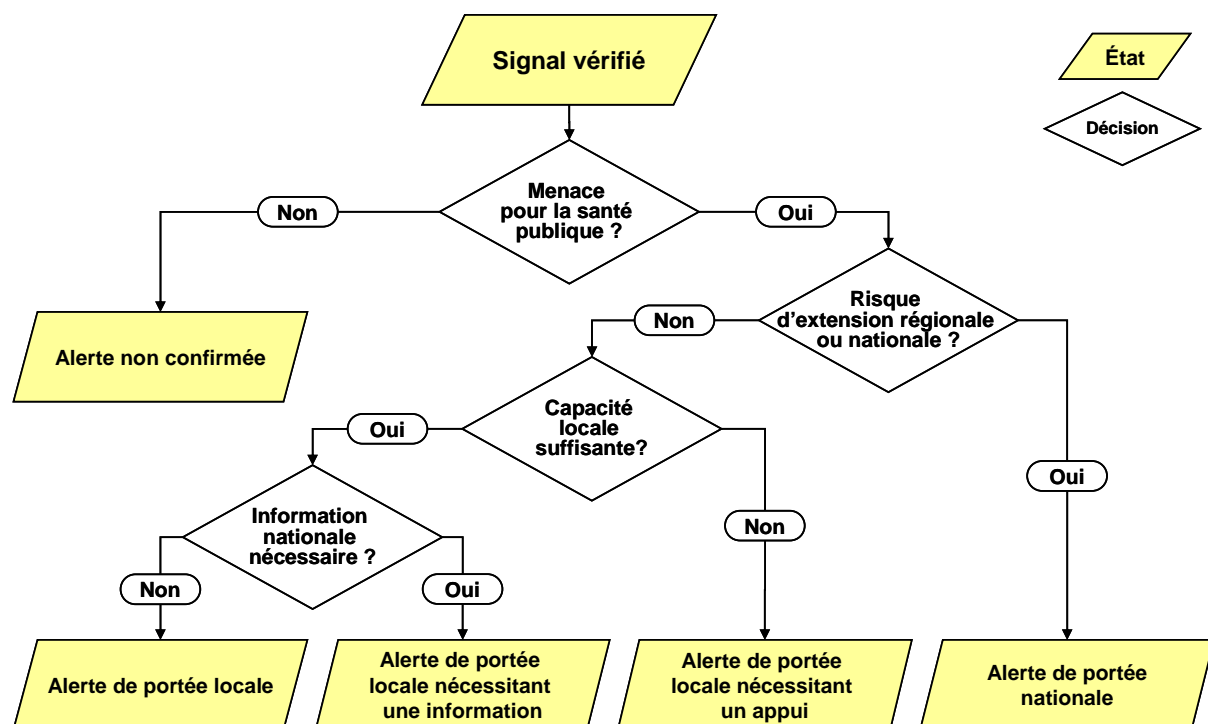 Signal vérifié
État
Décision
Menace
pour la santé
publique ?
Non
Oui
Risque
d'extension régionale
ou nationale ?
Non
Alerte non confirmée
Capacité
locale
suffisante?
Oui
Oui
Information
nationale
nécessaire ?
Non
Non
Oui
Alerte de portée locale
Alerte de portée
locale nécessitant
une information
Alerte de portée
locale nécessitant
un appui
Alerte de portée
nationale